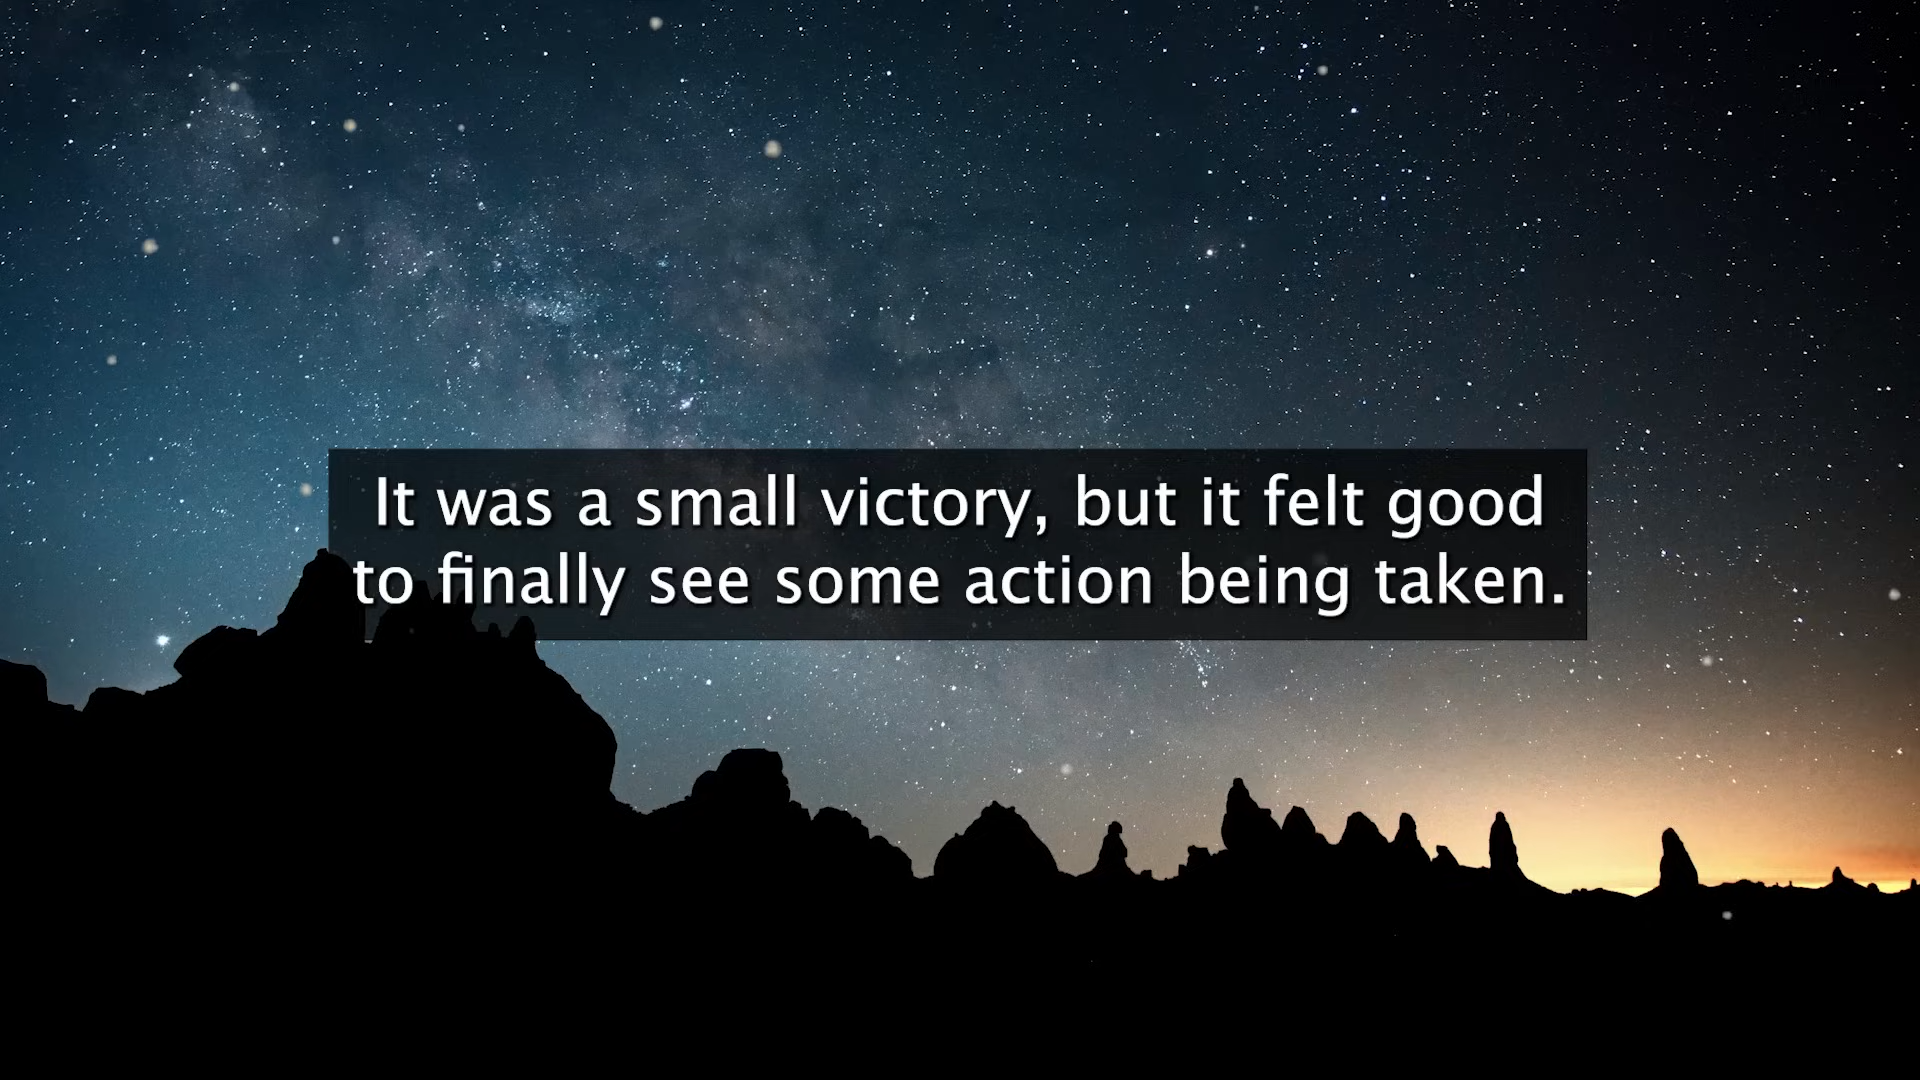 It was a small victory, but it felt good
to finally see some action being taken.